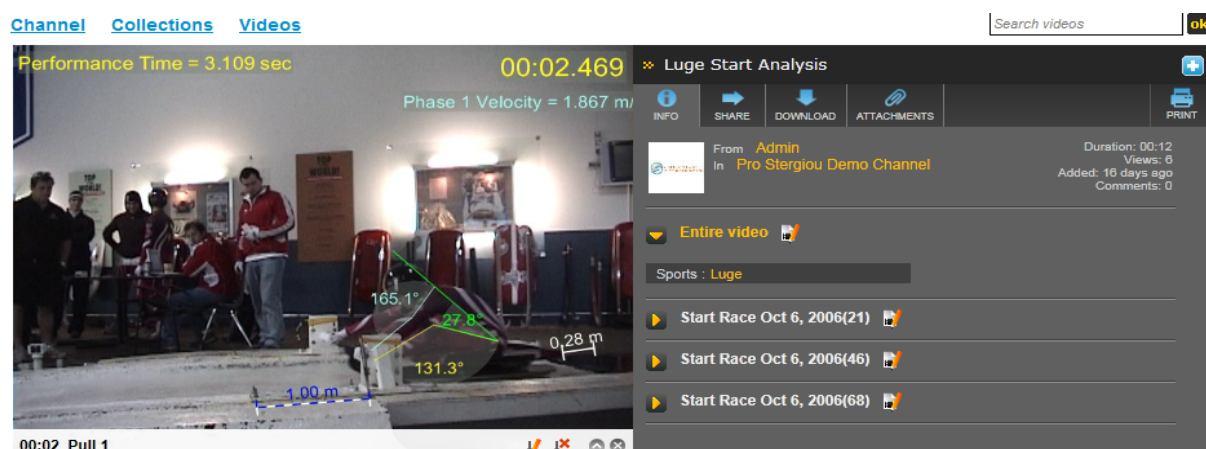 Channel Collections Videos
Search videos
ok
Performance Time = 3.109 sec
00:02.469
Phase 1 Velocity = 1.867 m/
TOP
WORLD!
165.1°
27.8°
131.3°
0,28 m
1.00 m
00:02 Pull 1
» Luge Start Analysis
INFO SHARE DOWNLOAD ATTACHMENTS PRINT
From Admin
In Pro Stergiou Demo Channel
Duration: 00:12
Views: 6
Added: 16 days ago
Comments: 0
Entire video
Sports : Luge
Start Race Oct 6, 2006(21)
Start Race Oct 6, 2006(46)
Start Race Oct 6, 2006(68)